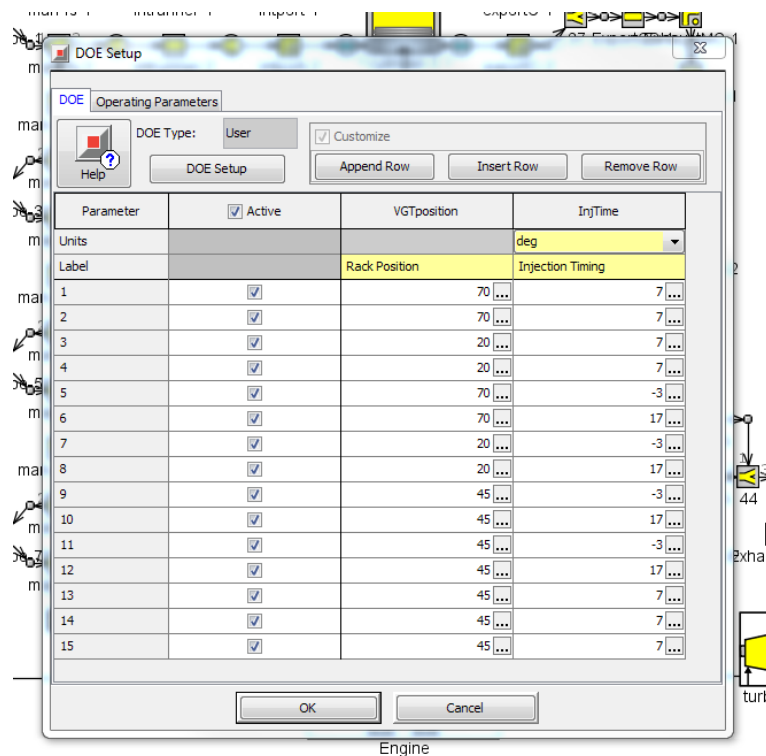 DOE Setup
DOE Operating Parameters
Help
DOE Type: User
DOE Setup
Customize
Append Row Insert Row Remove Row
Parameter Active VGTposition InjTime
Units deg
Label Rack Position Injection Timing
1 70 ... 7 ...
2 70 ... 7 ...
3 20 ... 7 ...
4 20 ... 7 ...
5 70 ... -3 ...
6 70 ... 17 ...
7 20 ... -3 ...
8 20 ... 17 ...
9 45 ... -3 ...
10 45 ... 17 ...
11 45 ... -3 ...
12 45 ... 17 ...
13 45 ... 7 ...
14 45 ... 7 ...
15 45 ... 7 ...
OK Cancel
44
Engine